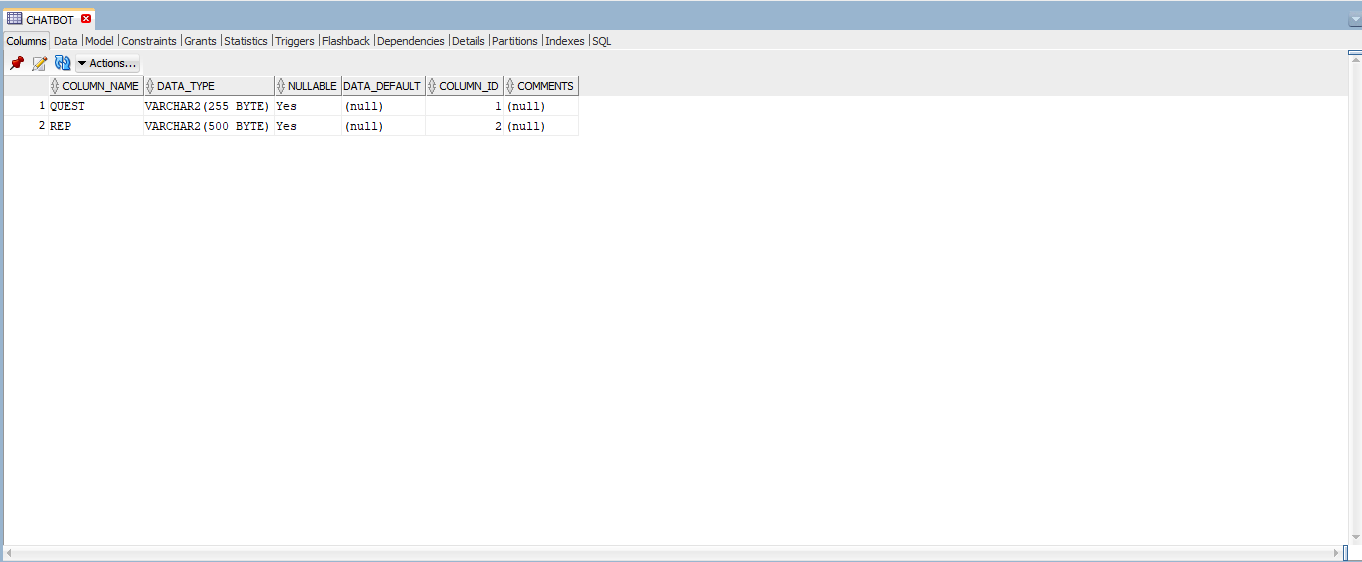 CHATBOT
Columns Data Model Constraints Grants Statistics Triggers Flashback Dependencies Details Partitions Indexes SQL
Actions...
COLUMN_NAME DATA_TYPE NULLABLE DATA_DEFAULT COLUMN_ID COMMENTS
1 QUEST VARCHAR2(255 BYTE) Yes (null) 1 (null)
2 REP VARCHAR2(500 BYTE) Yes (null) 2 (null)